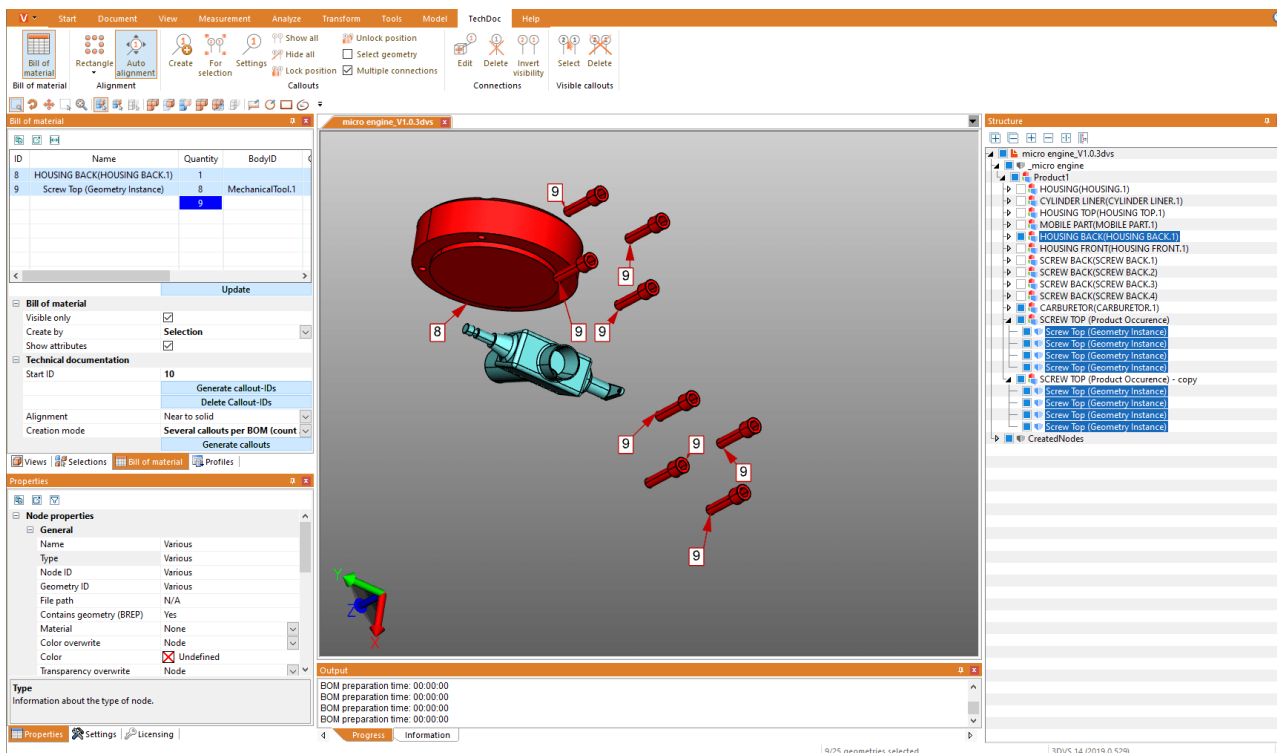 V Start Document View Measurement Analyze Transform Tools Model TechDoc Help
Bill of material
Rectangle
Auto alignment
Create
For selection
Settings
Show all
Hide all
Lock position
Unlock position
Select geometry
Multiple connections
Edit
Delete
Invert visibility
Select
Delete
Bill of material
Alignment
Callouts
Connections
Visible callouts
Bill of material
ID Name Quantity BodyID
8 HOUSING BACK(HOUSING BACK.1) 1
9 Screw Top (Geometry Instance) 8 MechanicalTool.1
9
Update
Bill of material
Visible only
Create by Selection
Show attributes
Technical documentation
Start ID 10
Generate callout-IDs
Delete Callout-IDs
Alignment Near to solid
Creation mode Several callouts per BOM (count
Generate callouts
Views Selections Bill of material Profiles
Properties
Node properties
General
Name Various
Type Various
Node ID Various
Geometry ID Various
File path N/A
Contains geometry (BREP) Yes
Material None
Color overwrite Node
Color Undefined
Transparency overwrite Node
Type
Information about the type of node.
Properties Settings Licensing
micro engine_V1.0.3dvs
9
9
9
8
9
9
9
9
9
9
Y
Z
X
Output
BOM preparation time: 00:00:00
BOM preparation time: 00:00:00
BOM preparation time: 00:00:00
BOM preparation time: 00:00:00
Progress Information
Structure
micro engine_V1.0.3dvs
_micro engine
Product1
HOUSING(HOUSING.1)
CYLINDER LINER(CYLINDER LINER.1)
HOUSING TOP(HOUSING TOP.1)
MOBILE PART(MOBILE PART.1)
HOUSING BACK(HOUSING BACK.1)
HOUSING FRONT(HOUSING FRONT.1)
SCREW BACK(SCREW BACK.1)
SCREW BACK(SCREW BACK.2)
SCREW BACK(SCREW BACK.3)
SCREW BACK(SCREW BACK.4)
CARBURETOR(CARBURETOR.1)
SCREW TOP (Product Occurence)
Screw Top (Geometry Instance)
Screw Top (Geometry Instance)
Screw Top (Geometry Instance)
Screw Top (Geometry Instance)
SCREW TOP (Product Occurence) - copy
Screw Top (Geometry Instance)
Screw Top (Geometry Instance)
Screw Top (Geometry Instance)
Screw Top (Geometry Instance)
CreatedNodes
9/25 geometries selected
3DVS 14 (2019.0.529)